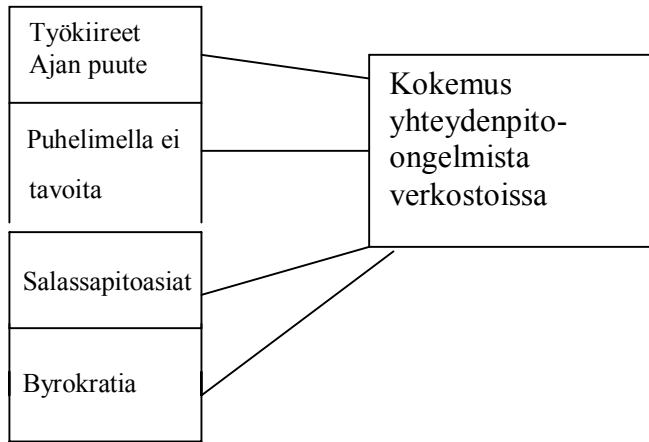 Työkiireet
Ajan puute
Puhelimella ei
tavoita
Salassapitoasiat
Byrokratia
Kokemus
yhteydenpito-
ongelmista
verkostoissa